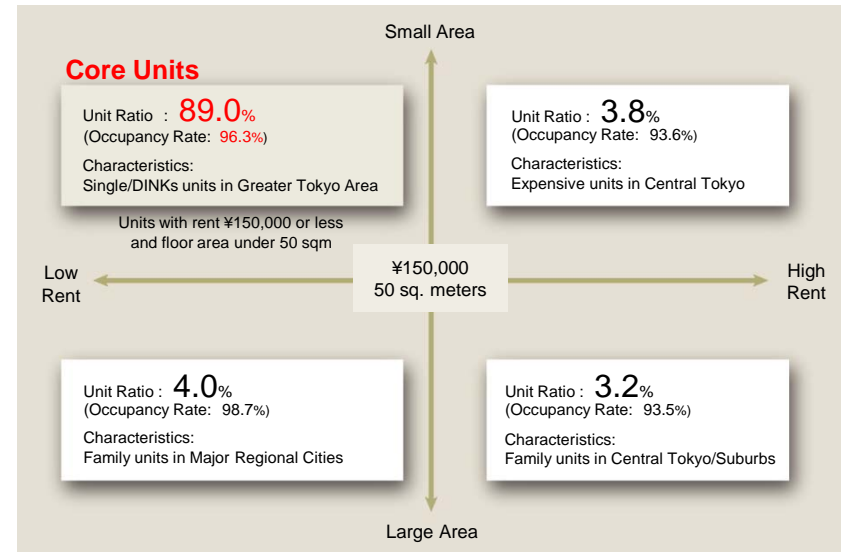 Small Area
Core Units
Unit Ratio : 89.0%
(Occupancy Rate: 96.3%)
Characteristics:
Single/DINKs units in Greater Tokyo Area
Units with rent ¥150,000 or less
and floor area under 50 sqm
Unit Ratio : 3.8%
(Occupancy Rate: 93.6%)
Characteristics:
Expensive units in Central Tokyo
Low
Rent
¥150,000
50 sq. meters
High
Rent
Unit Ratio : 4.0%
(Occupancy Rate: 98.7%)
Characteristics:
Family units in Major Regional Cities
Unit Ratio : 3.2%
(Occupancy Rate: 93.5%)
Characteristics:
Family units in Central Tokyo/Suburbs
Large Area